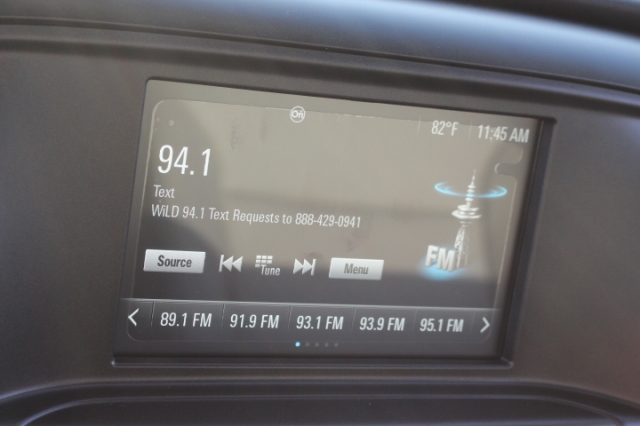 On
82°F 11:45 AM
94.1
Text
WiLD 94.1 Text Requests to 888-429-0941
FM
Source Tune Menu
89.1 FM 91.9 FM 93.1 FM 93.9 FM 95.1 FM